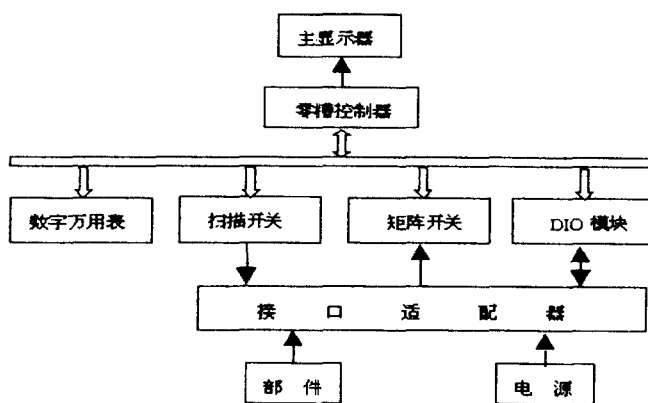 主显示器
零槽控制器
数字万用表
扫描开关
矩阵开关
DIO 模块
接口适配器
部件
电源